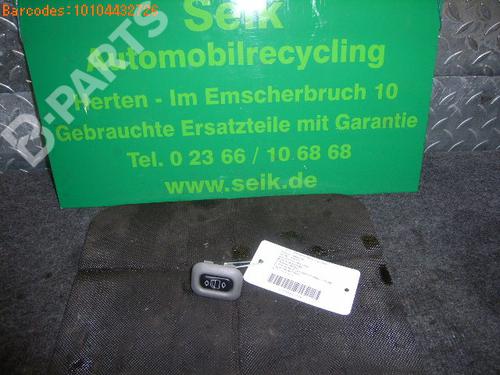 Barcodes:10104432726
Seik
Automobilrecycling
Herten - Im Emscherbruch 10
Gebrauchte Ersatzteile mit Garantie
Tel. 0 23 66 / 10 68 68
www.seik.de
B-PARTS